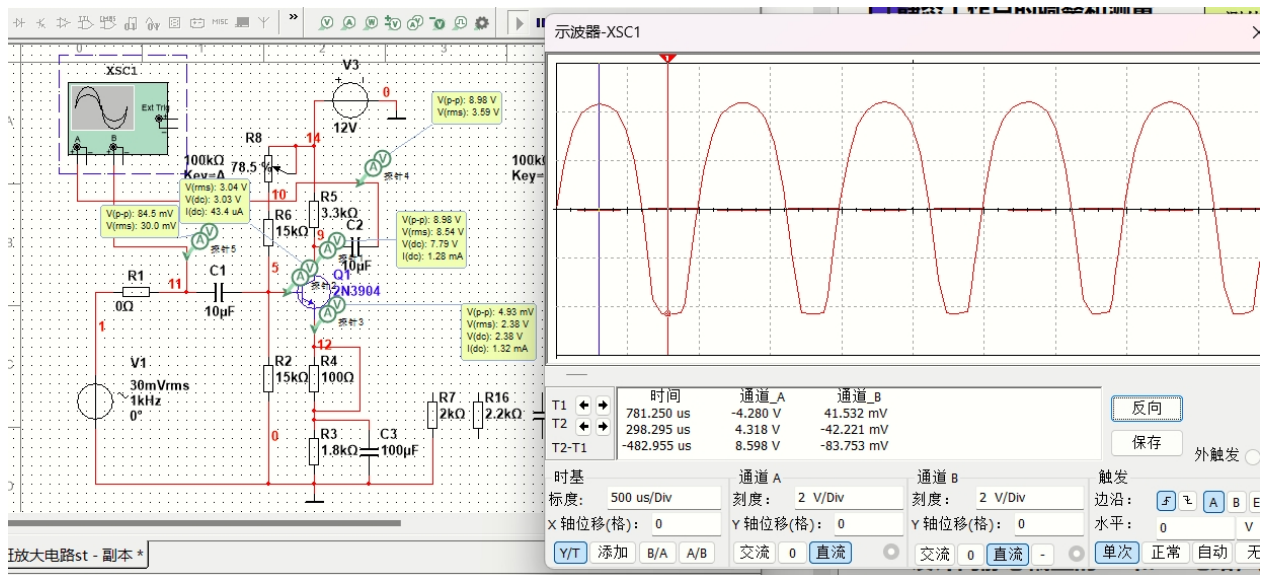 MISC
»
示波器-XSC1
XSC1
Ext Trig
A
B
V3
0
12V
V(p-p): 8.98 V
V(rms): 3.59 V
探针4
R8
14
100kΩ
78.5 %
Key=A
100kΩ
Key=
V(rms): 3.04 V
V(dc): 3.03 V
I(dc): 43.4 uA
10
V(p-p): 84.5 mV
V(rms): 30.0 mV
探针5
R6
15kΩ
R5
3.3kΩ
C2
10µF
9
V(p-p): 8.98 V
V(rms): 8.54 V
V(dc): 7.79 V
I(dc): 1.28 mA
R1
0Ω
11
C1
10µF
5
Q1
2N3904
探针2
探针3
V(p-p): 4.93 mV
V(rms): 2.38 V
V(dc): 2.38 V
I(dc): 1.32 mA
1
12
V1
30mVrms
1kHz
0°
R2
15kΩ
R4
100Ω
R7
2kΩ
R16
2.2kΩ
0
R3
1.8kΩ
C3
100µF
放大电路st - 副本 *
时间
通道_A
通道_B
T1
781.250 us
-4.280 V
41.532 mV
T2
298.295 us
4.318 V
-42.221 mV
T2-T1
-482.955 us
8.598 V
-83.753 mV
反向
保存
外触发
时基
标度:
500 us/Div
X 轴位移(格):
0
Y/T
添加
B/A
A/B
通道 A
刻度:
2 V/Div
Y 轴位移(格):
0
交流
0
直流
通道 B
刻度:
2 V/Div
Y 轴位移(格):
0
交流
0
直流
-
触发
边沿:
A
B
水平:
0
V
单次
正常
自动
无